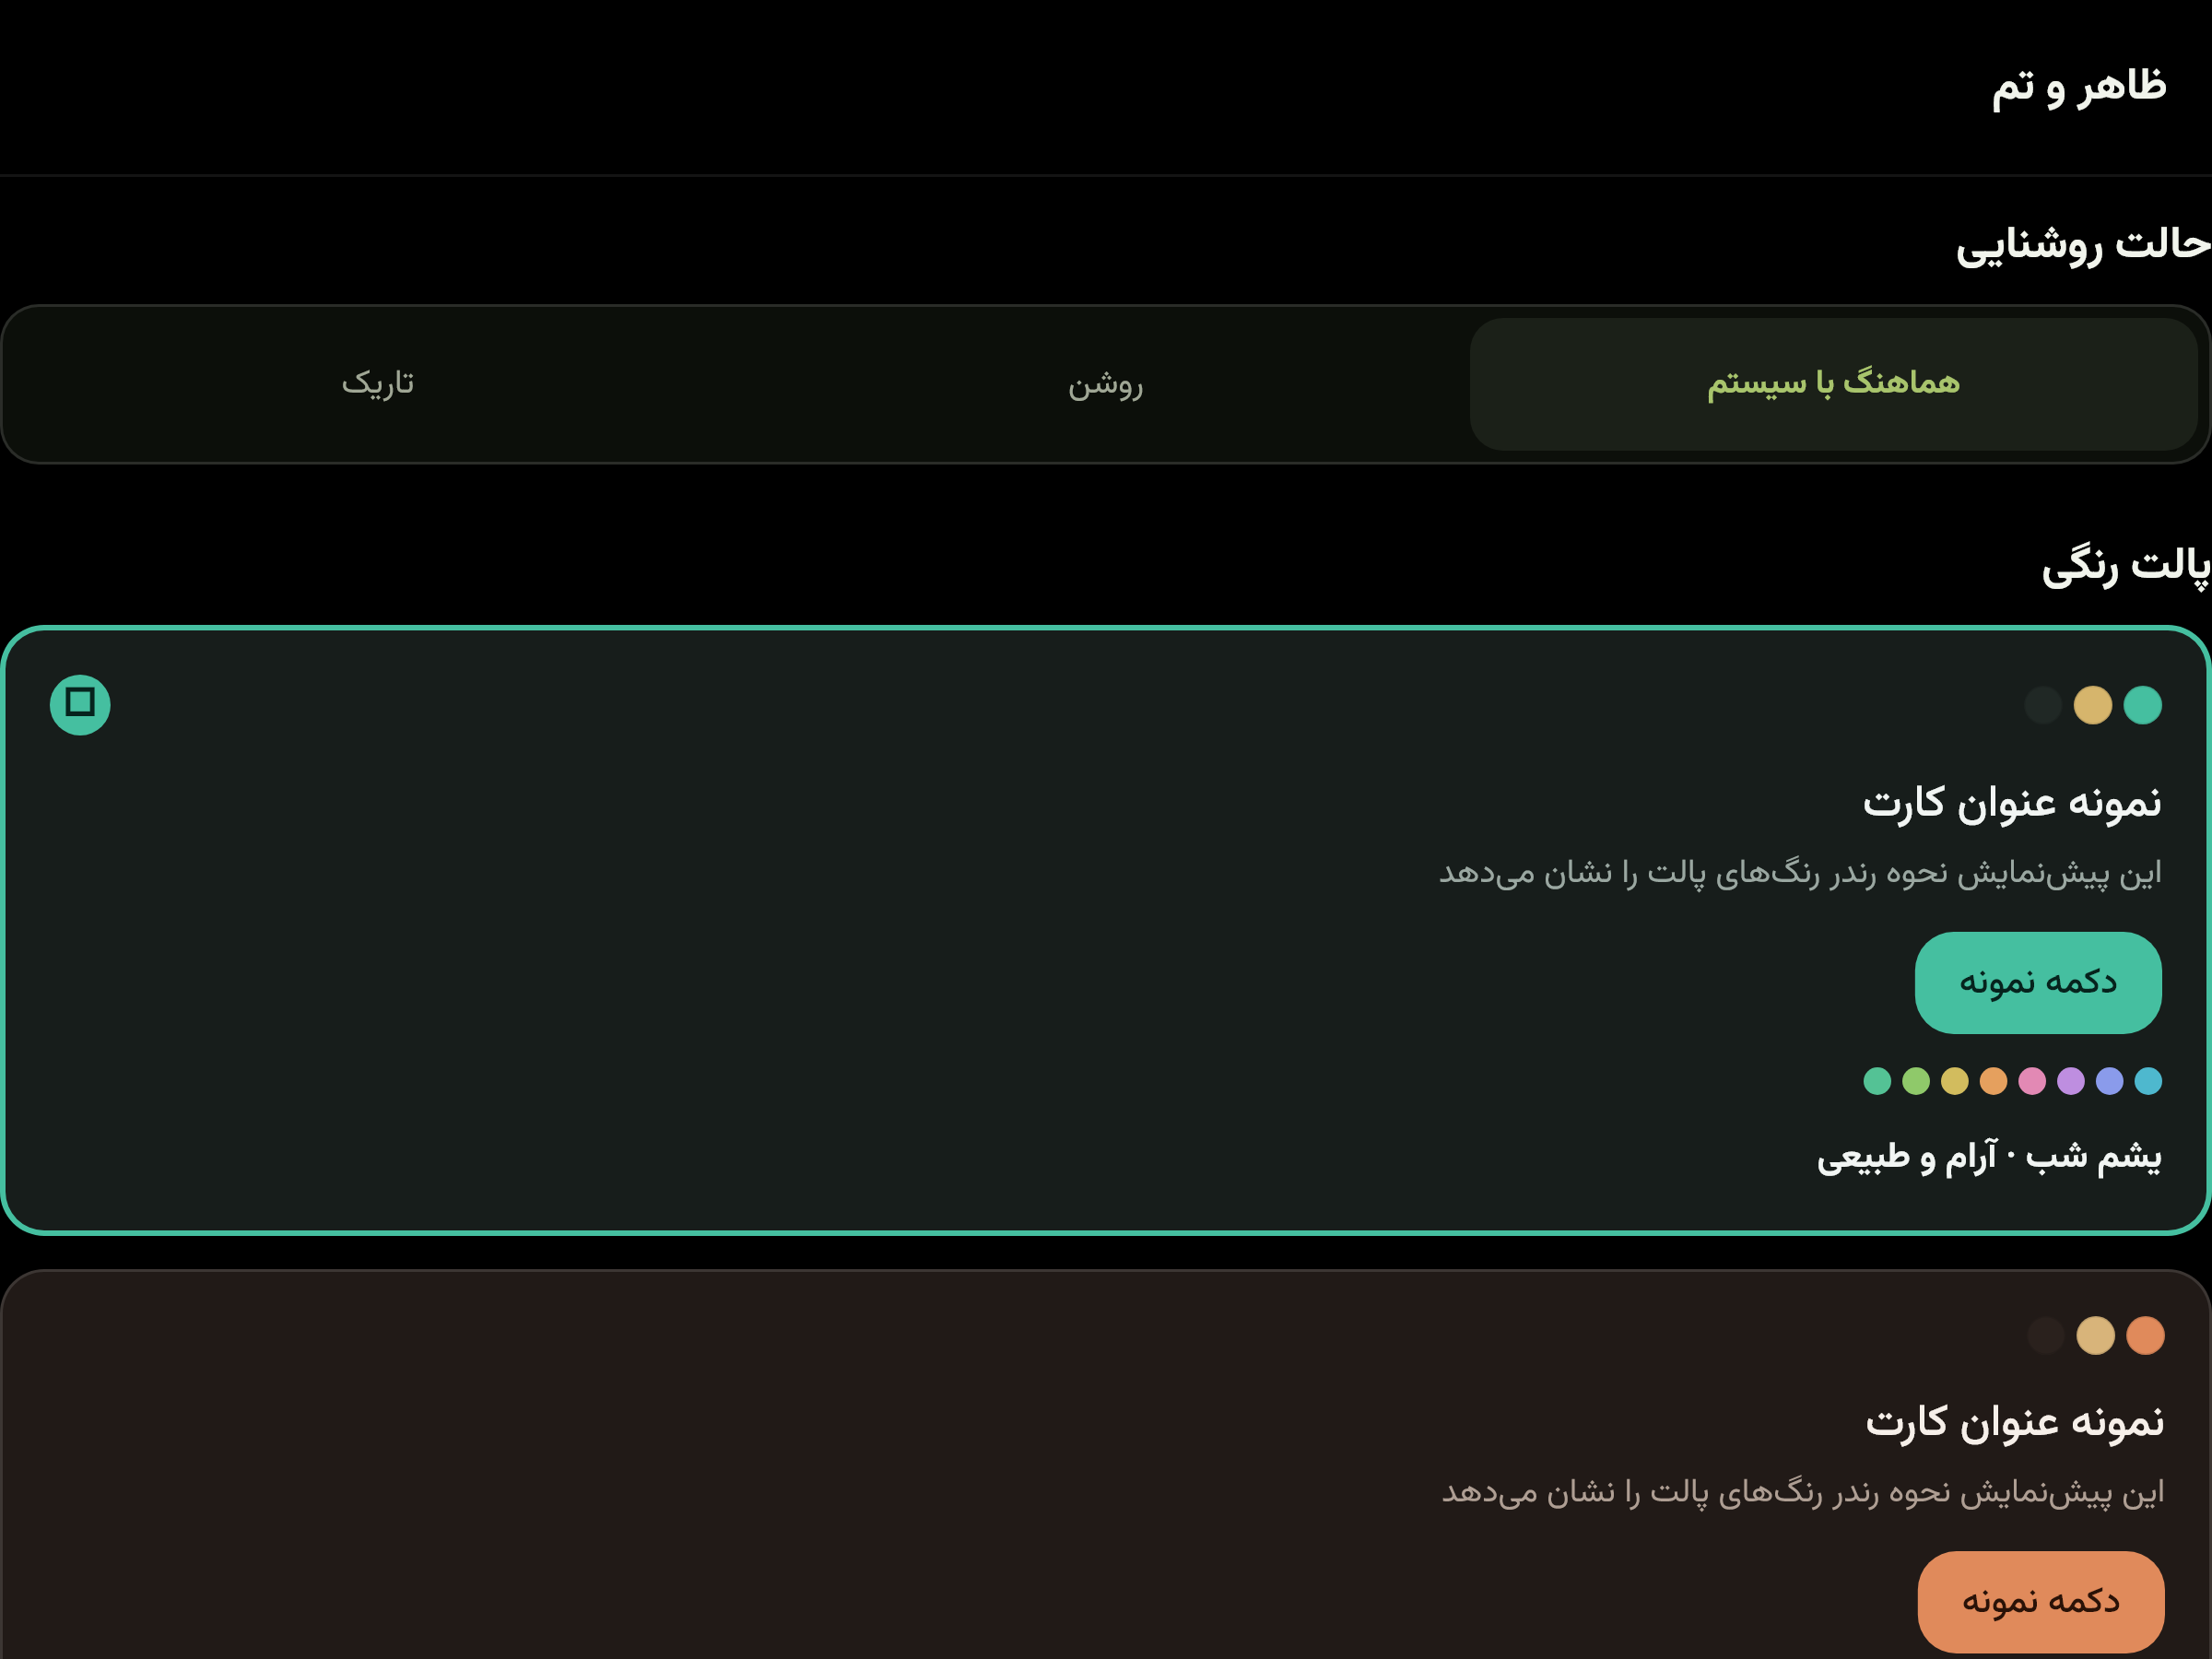 ظاهر و تم
حالت روشنایی
هماهنگ با سیستم
روشن
تاریک
پالت رنگی
نمونه عنوان کارت
این پیش‌نمایش نحوه رندر رنگ‌های پالت را نشان می‌دهد
دکمه نمونه
یشم شب · آرام و طبیعی
نمونه عنوان کارت
این پیش‌نمایش نحوه رندر رنگ‌های پالت را نشان می‌دهد
دکمه نمونه